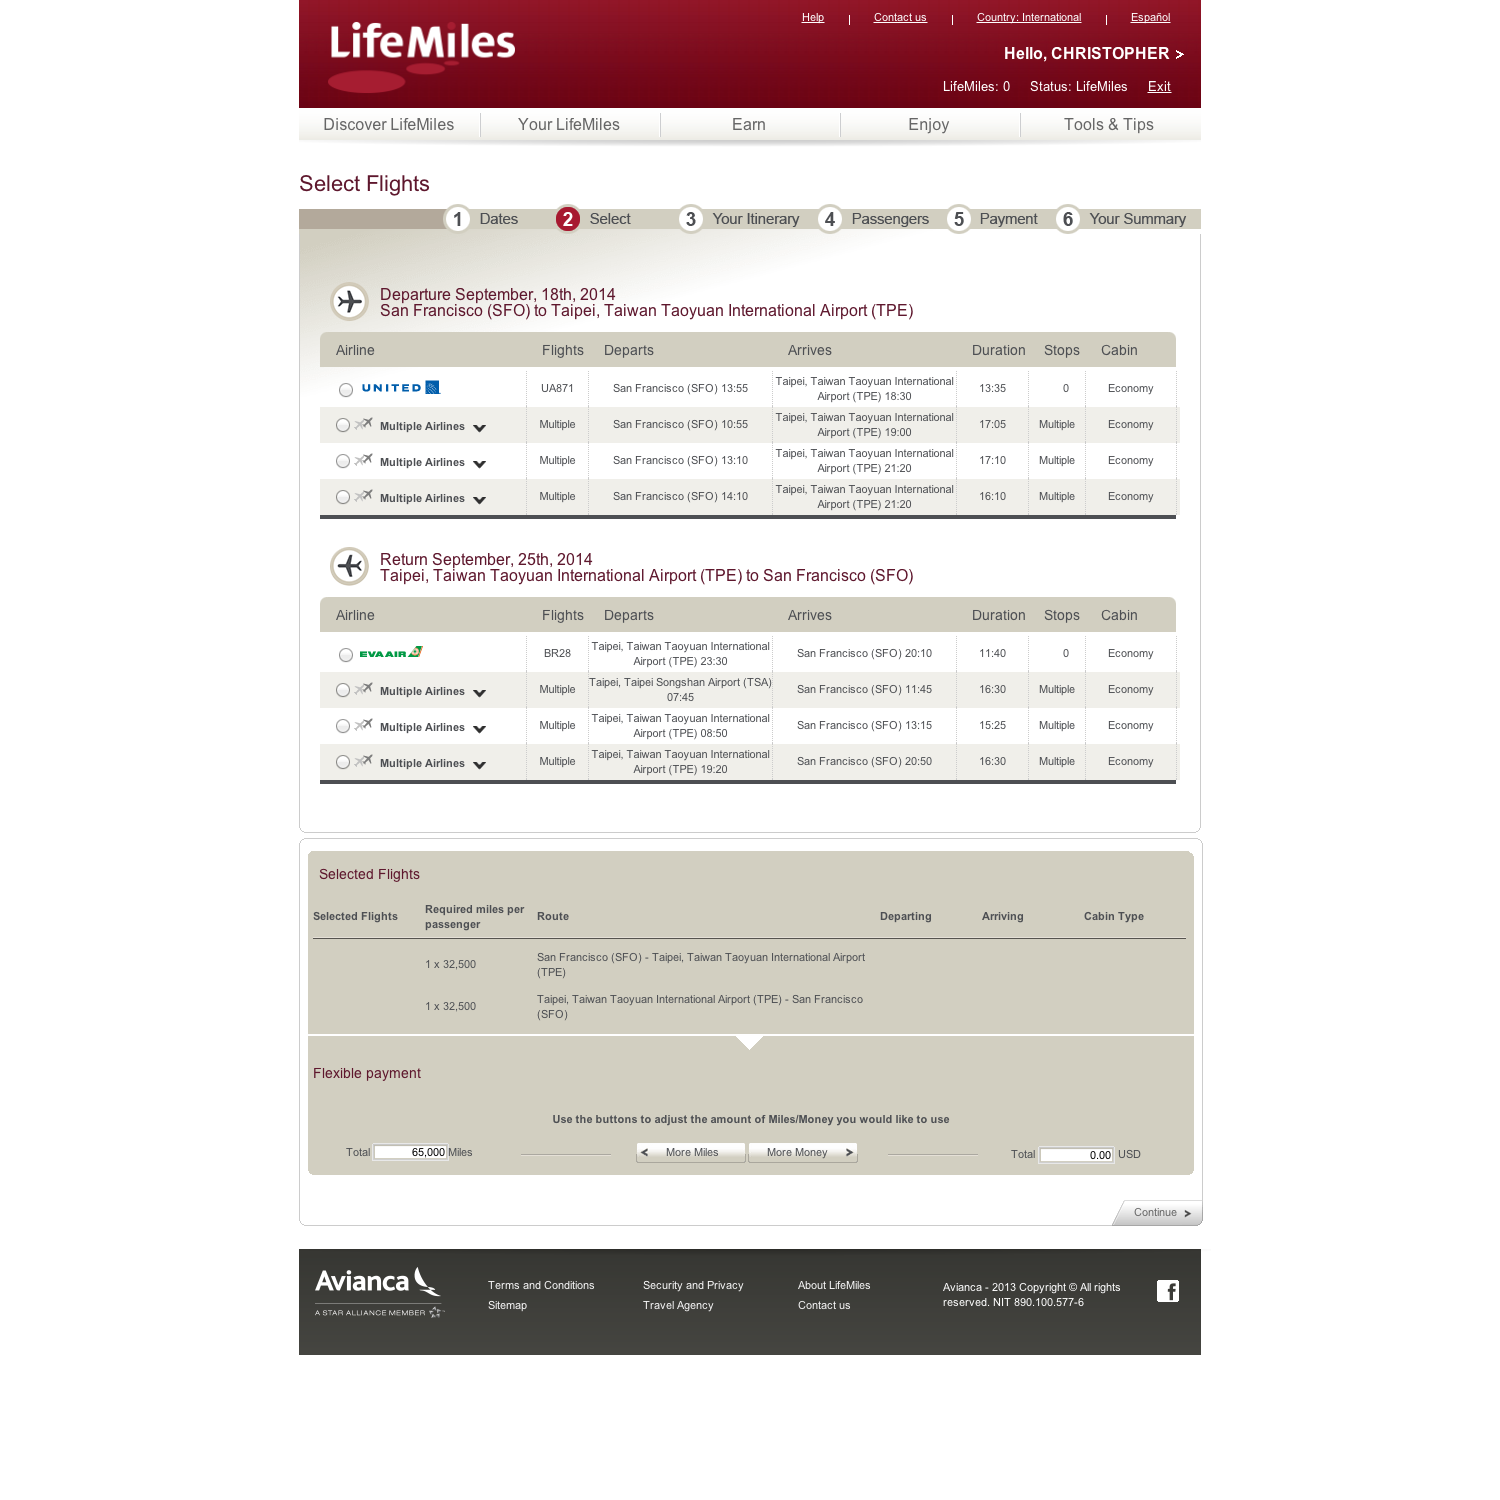 Help | Contact us | Country: International | Español
LifeMiles
Hello, CHRISTOPHER >
LifeMiles: 0 Status: LifeMiles Exit
Discover LifeMiles Your LifeMiles Earn Enjoy Tools & Tips
Select Flights
1 Dates 2 Select 3 Your Itinerary 4 Passengers 5 Payment 6 Your Summary
Departure September, 18th, 2014
San Francisco (SFO) to Taipei, Taiwan Taoyuan International Airport (TPE)
Airline Flights Departs Arrives Duration Stops Cabin
UNITED UA871 San Francisco (SFO) 13:55 Taipei, Taiwan Taoyuan International Airport (TPE) 18:30 13:35 0 Economy
Multiple Airlines Multiple San Francisco (SFO) 10:55 Taipei, Taiwan Taoyuan International Airport (TPE) 19:00 17:05 Multiple Economy
Multiple Airlines Multiple San Francisco (SFO) 13:10 Taipei, Taiwan Taoyuan International Airport (TPE) 21:20 17:10 Multiple Economy
Multiple Airlines Multiple San Francisco (SFO) 14:10 Taipei, Taiwan Taoyuan International Airport (TPE) 21:20 16:10 Multiple Economy
Return September, 25th, 2014
Taipei, Taiwan Taoyuan International Airport (TPE) to San Francisco (SFO)
Airline Flights Departs Arrives Duration Stops Cabin
EVA AIR BR28 Taipei, Taiwan Taoyuan International Airport (TPE) 23:30 San Francisco (SFO) 20:10 11:40 0 Economy
Multiple Airlines Multiple Taipei, Taipei Songshan Airport (TSA) 07:45 San Francisco (SFO) 11:45 16:30 Multiple Economy
Multiple Airlines Multiple Taipei, Taiwan Taoyuan International Airport (TPE) 08:50 San Francisco (SFO) 13:15 15:25 Multiple Economy
Multiple Airlines Multiple Taipei, Taiwan Taoyuan International Airport (TPE) 19:20 San Francisco (SFO) 20:50 16:30 Multiple Economy
Selected Flights
Selected Flights Required miles per passenger Route Departing Arriving Cabin Type
1 x 32,500 San Francisco (SFO) - Taipei, Taiwan Taoyuan International Airport (TPE)
1 x 32,500 Taipei, Taiwan Taoyuan International Airport (TPE) - San Francisco (SFO)
Flexible payment
Use the buttons to adjust the amount of Miles/Money you would like to use
Total 65,000 Miles < More Miles More Money > Total 0.00 USD
Continue >
Avianca
A STAR ALLIANCE MEMBER
Terms and Conditions Security and Privacy About LifeMiles
Sitemap Travel Agency Contact us
Avianca - 2013 Copyright © All rights
reserved. NIT 890.100.577-6
f